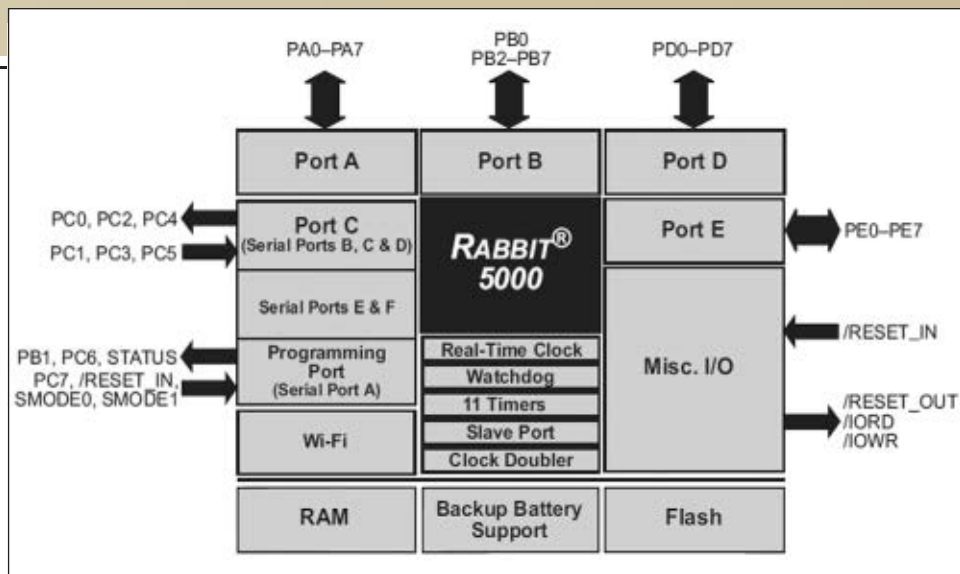 PA0–PA7
PB0
PB2–PB7
PD0–PD7
Port A
Port B
Port D
PC0, PC2, PC4
PC1, PC3, PC5
Port C
(Serial Ports B, C & D)
RABBIT®
5000
Port E
PE0–PE7
Serial Ports E & F
PB1, PC6, STATUS
PC7, /RESET_IN,
SMODE0, SMODE1
Programming
Port
(Serial Port A)
Real-Time Clock
Watchdog
11 Timers
Slave Port
Clock Doubler
Misc. I/O
/RESET_IN
/RESET_OUT
/IORD
/IOWR
Wi-Fi
RAM
Backup Battery
Support
Flash